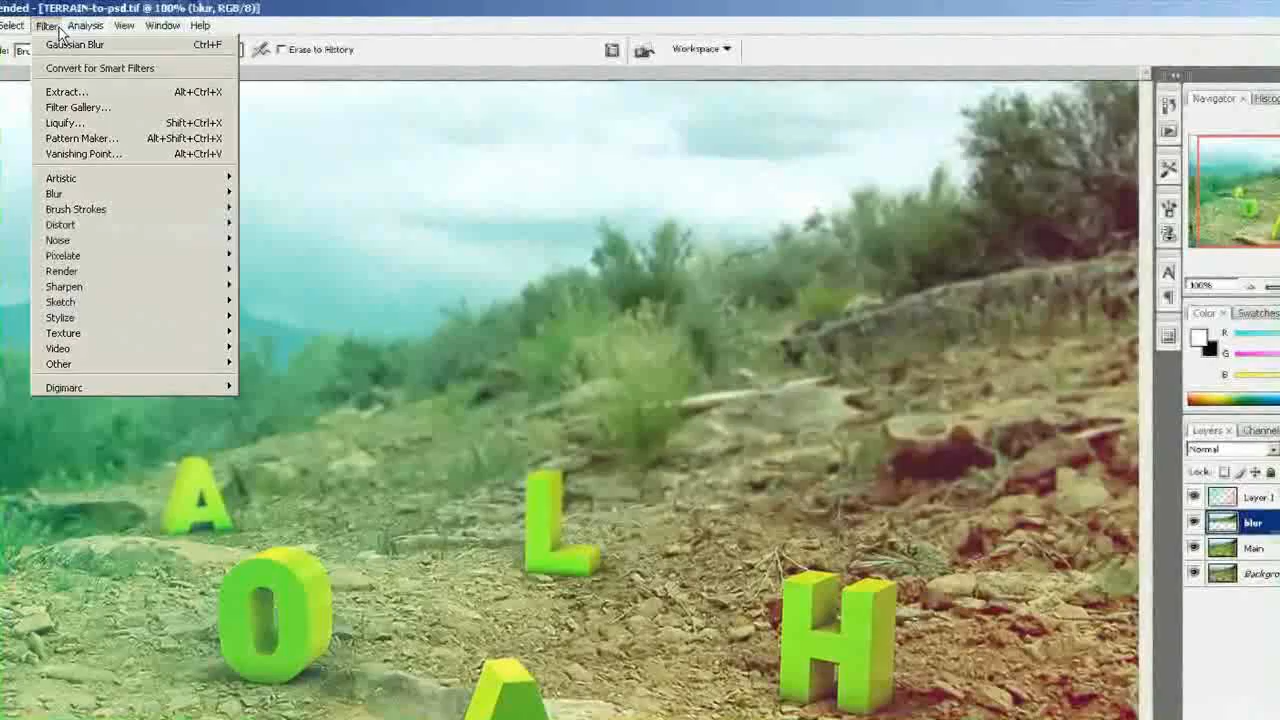 ended - [TERRAIN-to-psd.tif @ 100% (blur, RGB/8)]
Select Filter Analysis View Window Help
Erase to History Workspace
Gaussian Blur Ctrl+F
Convert for Smart Filters
Extract... Alt+Ctrl+X
Filter Gallery...
Liquify... Shift+Ctrl+X
Pattern Maker... Alt+Shift+Ctrl+X
Vanishing Point... Alt+Ctrl+V
Artistic
Blur
Brush Strokes
Distort
Noise
Pixelate
Render
Sharpen
Sketch
Stylize
Texture
Video
Other
Digimarc
Navigator × Histog
100%
Color × Swatches
R
G
B
Layers × Channel
Normal
Lock:
Layer 1
blur
Main
Backgro
A
L
O
H
A